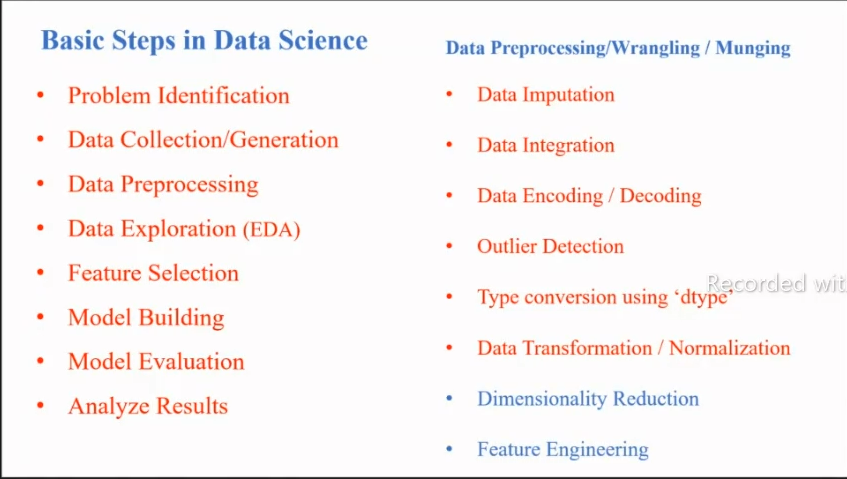 Basic Steps in Data Science
• Problem Identification
• Data Collection/Generation
• Data Preprocessing
• Data Exploration (EDA)
• Feature Selection
• Model Building
• Model Evaluation
• Analyze Results
Data Preprocessing/Wrangling / Munging
• Data Imputation
• Data Integration
• Data Encoding / Decoding
• Outlier Detection
• Type conversion using ‘dtype’
• Data Transformation / Normalization
• Dimensionality Reduction
• Feature Engineering
Recorded wit